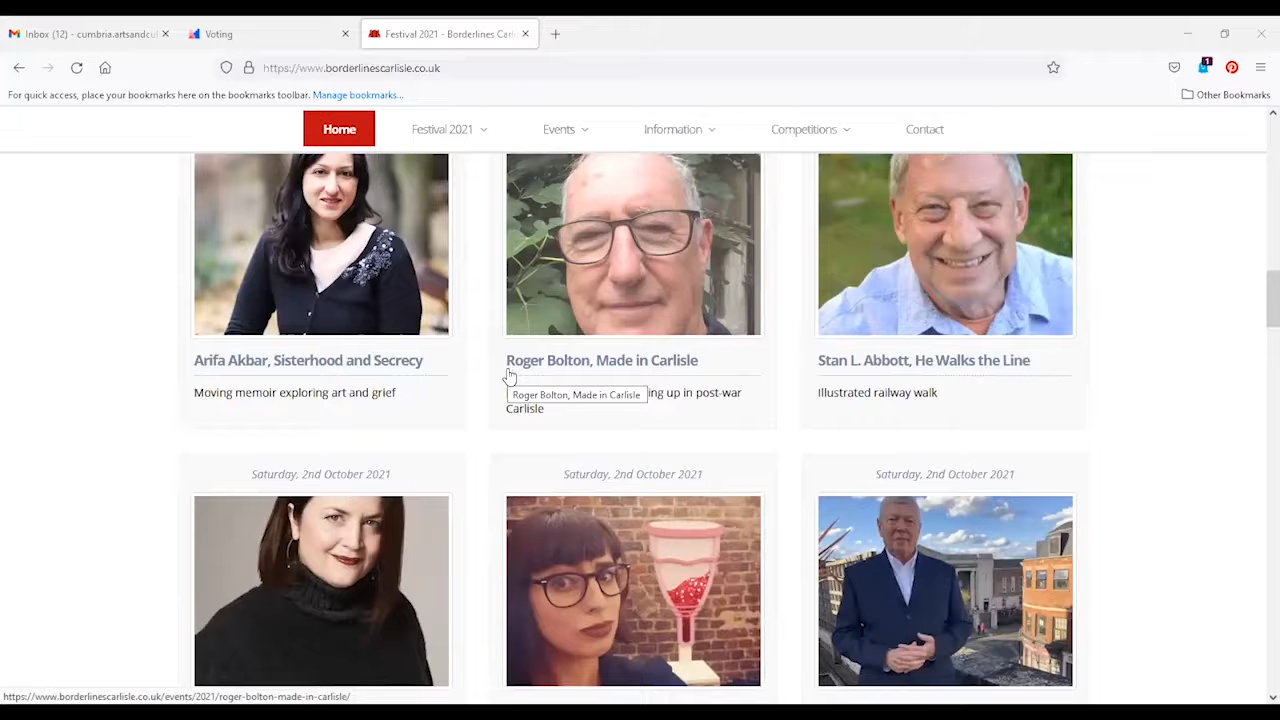 Inbox (12) - cumbria.artsandcul
Voting
Festival 2021 - Borderlines Carl
https://www.borderlinescarlisle.co.uk
1
For quick access, place your bookmarks here on the bookmarks toolbar. Manage bookmarks...
Other Bookmarks
Home
Festival 2021
Events
Information
Competitions
Contact
Arifa Akbar, Sisterhood and Secrecy
Roger Bolton, Made in Carlisle
Stan L. Abbott, He Walks the Line
Moving memoir exploring art and grief
Roger Bolton, Made in Carlisle
ing up in post-war
Carlisle
Illustrated railway walk
Saturday, 2nd October 2021
Saturday, 2nd October 2021
Saturday, 2nd October 2021
https://www.borderlinescarlisle.co.uk/events/2021/roger-bolton-made-in-carlisle/